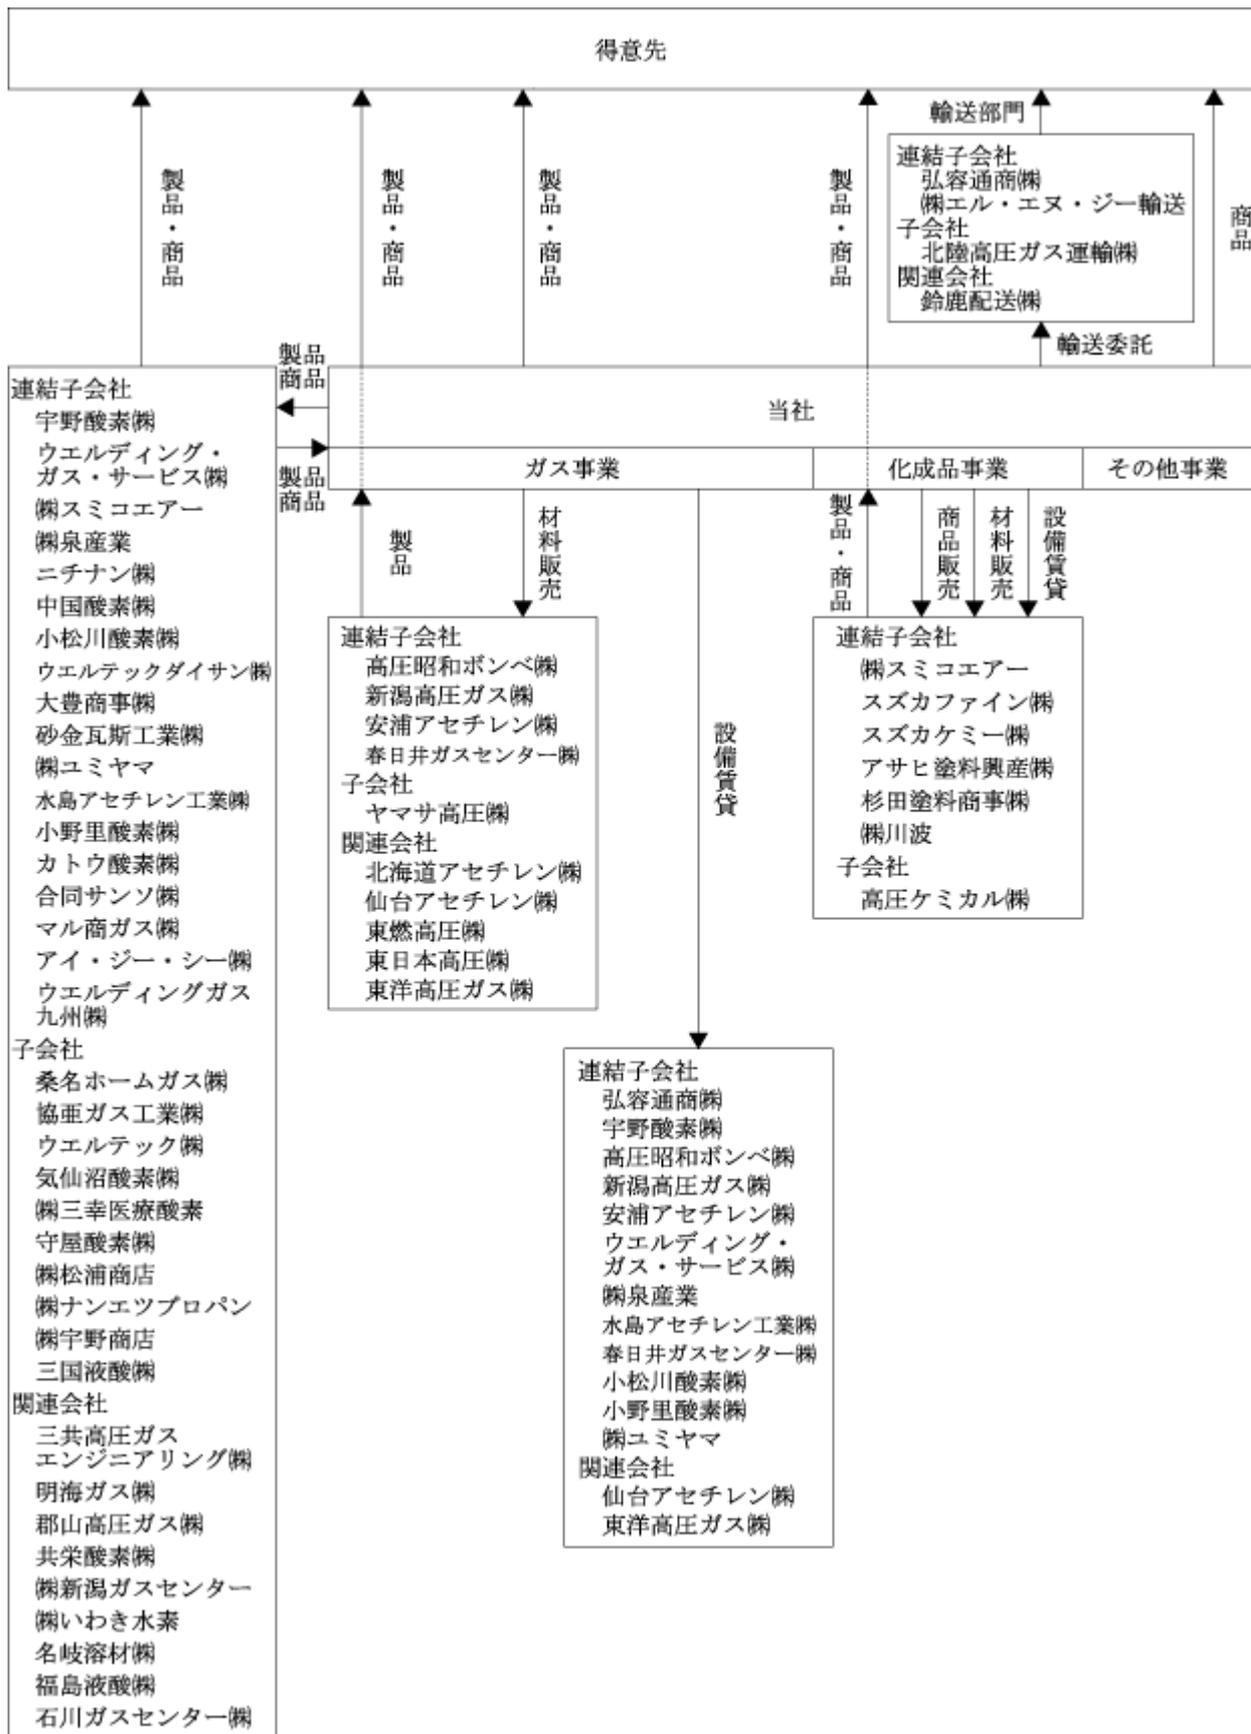 得意先
製品・商品
製品・商品
製品・商品
製品・商品
輸送部門
連結子会社
弘容通商㈱
㈱エル・エヌ・ジー輸送
子会社
北陸高圧ガス運輸㈱
関連会社
鈴鹿配送㈱
商品
輸送委託
製品
商品
製品
商品
当社
ガス事業
化成品事業
その他事業
連結子会社
宇野酸素㈱
ウエルディング・
ガス・サービス㈱
㈱スミコエアー
㈱泉産業
ニチナン㈱
中国酸素㈱
小松川酸素㈱
ウエルテックダイサン㈱
大豊商事㈱
砂金瓦斯工業㈱
㈱ユミヤマ
水島アセチレン工業㈱
小野里酸素㈱
カトウ酸素㈱
合同サンソ㈱
マル商ガス㈱
アイ・ジー・シー㈱
ウエルディングガス
九州㈱
子会社
桑名ホームガス㈱
協亜ガス工業㈱
ウエルテック㈱
気仙沼酸素㈱
㈱三幸医療酸素
守屋酸素㈱
㈱松浦商店
㈱ナンエツプロパン
㈱宇野商店
三国液酸㈱
関連会社
三共高圧ガス
エンジニアリング㈱
明海ガス㈱
郡山高圧ガス㈱
共栄酸素㈱
㈱新潟ガスセンター
㈱いわき水素
名岐溶材㈱
福島液酸㈱
石川ガスセンター㈱
製品
材料販売
連結子会社
高圧昭和ボンベ㈱
新潟高圧ガス㈱
安浦アセチレン㈱
春日井ガスセンター㈱
子会社
ヤマサ高圧㈱
関連会社
北海道アセチレン㈱
仙台アセチレン㈱
東燃高圧㈱
東日本高圧㈱
東洋高圧ガス㈱
設備賃貸
連結子会社
弘容通商㈱
宇野酸素㈱
高圧昭和ボンベ㈱
新潟高圧ガス㈱
安浦アセチレン㈱
ウエルディング・
ガス・サービス㈱
㈱泉産業
水島アセチレン工業㈱
春日井ガスセンター㈱
小松川酸素㈱
小野里酸素㈱
㈱ユミヤマ
関連会社
仙台アセチレン㈱
東洋高圧ガス㈱
製品・商品
商品販売
材料販売
設備賃貸
連結子会社
㈱スミコエアー
スズカファイン㈱
スズカケミー㈱
アサヒ塗料興産㈱
杉田塗料商事㈱
㈱川波
子会社
高圧ケミカル㈱